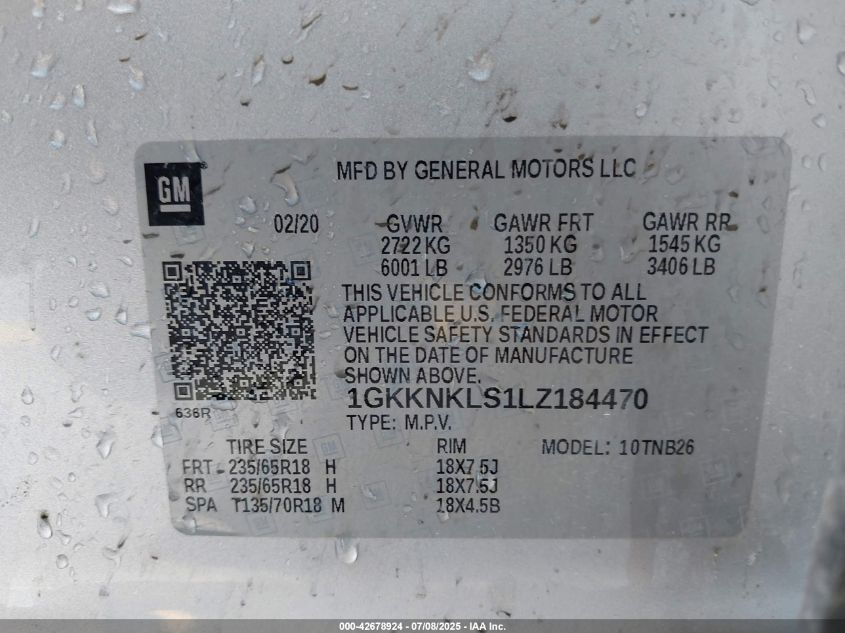 GM
MFD BY GENERAL MOTORS LLC
02/20 GVWR GAWR FRT GAWR RR
2722 KG 1350 KG 1545 KG
6001 LB 2976 LB 3406 LB
THIS VEHICLE CONFORMS TO ALL
APPLICABLE U.S. FEDERAL MOTOR
VEHICLE SAFETY STANDARDS IN EFFECT
ON THE DATE OF MANUFACTURE
SHOWN ABOVE.
1GKKNKLS1LZ184470
636R
TYPE: M.P.V.
TIRE SIZE RIM MODEL: 10TNB26
FRT 235/65R18 H 18X7.5J
RR 235/65R18 H 18X7.5J
SPA T135/70R18 M 18X4.5B
000-42678924 - 07/08/2025 - IAA Inc.